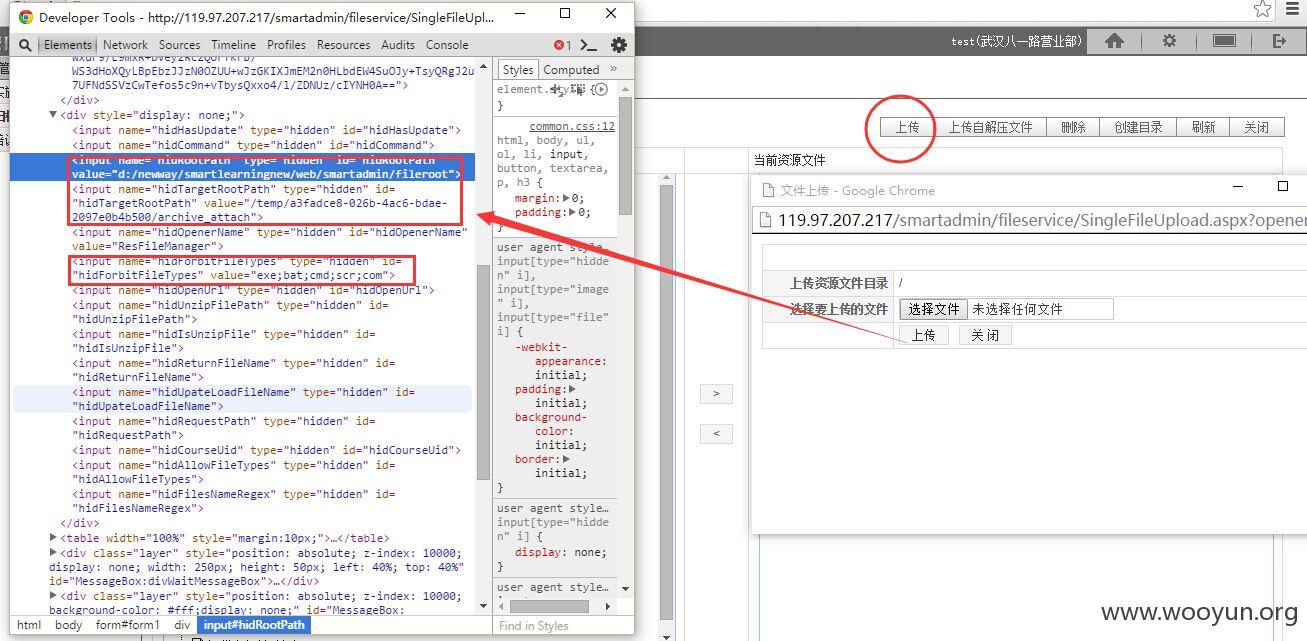 Developer Tools - http://119.97.207.217/smartadmin/fileservice/SingleFileUpl...
Elements Network Sources Timeline Profiles Resources Audits Console
1
WS3dHoXQyLBpEbzJJzN0OZUU+wJzGKIXJmEM2n0HLbdEW4SuOJy+TsyQRgJ2u
7UFNdSSVzCwTefos5c9n+vTbysQxxo4/l/ZDNUz/cIYNH0A==">
</div>
▼<div style="display: none;">
<input name="hidHasUpdate" type="hidden" id="hidHasUpdate">
<input name="hidCommand" type="hidden" id="hidCommand">
<input name="hidRootPath" type="hidden" id="hidRootPath"
value="d:/newway/smartlearningnew/web/smartadmin/fileroot">
<input name="hidTargetRootPath" type="hidden" id=
"hidTargetRootPath" value="/temp/a3fadce8-026b-4ac6-bdae-
2097e0b4b500/archive_attach">
<input name="hidOpenerName" type="hidden" id="hidOpenerName"
value="ResFileManager">
<input name="hidForbitFileTypes" type="hidden" id=
"hidForbitFileTypes" value="exe;bat;cmd;scr;com">
<input name="hidOpenUrl" type="hidden" id="hidOpenUrl">
<input name="hidUnzipFilePath" type="hidden" id=
"hidUnzipFilePath">
<input name="hidIsUnzipFile" type="hidden" id=
"hidIsUnzipFile">
<input name="hidReturnFileName" type="hidden" id=
"hidReturnFileName">
<input name="hidUpateLoadFileName" type="hidden" id=
"hidUpateLoadFileName">
<input name="hidRequestPath" type="hidden" id=
"hidRequestPath">
<input name="hidCourseUid" type="hidden" id="hidCourseUid">
<input name="hidAllowFileTypes" type="hidden" id=
"hidAllowFileTypes">
<input name="hidFilesNameRegex" type="hidden" id=
"hidFilesNameRegex">
</div>
▶<table width="100%" style="margin:10px;">…</table>
▶<div class="layer" style="position: absolute; z-index: 10000;
display: none; width: 250px; height: 50px; left: 40%; top: 40%"
id="MessageBox:divWaitMessageBox">…</div>
▶<div class="layer" style="position: absolute; z-index: 10000;
background-color: #fff;display: none;" id="MessageBox:
html body form#form1 div input#hidRootPath
Styles Computed »
element.style {
}
common.css:12
html, body, ul,
ol, li, input,
button, textarea,
p, h3 {
margin:▶0;
padding:▶0;
}
user agent style…
input[type="hidde
n" i],
input[type="image
" i],
input[type="file"
i] {
-webkit-
appearance:
initial;
padding:▶
initial;
background-
color:
initial;
border:▶
initial;
}
user agent style…
input[type="hidde
n" i] {
display: none;
}
user agent style…
Find in Styles
test(武汉八一路营业部)
上传 上传自解压文件 删除 创建目录 刷新 关闭
当前资源文件
文件上传 - Google Chrome
119.97.207.217/smartadmin/fileservice/SingleFileUpload.aspx?opener
上传资源文件目录 /
选择要上传的文件 选择文件 未选择任何文件
上传 关闭
>
<
www.wooyun.org